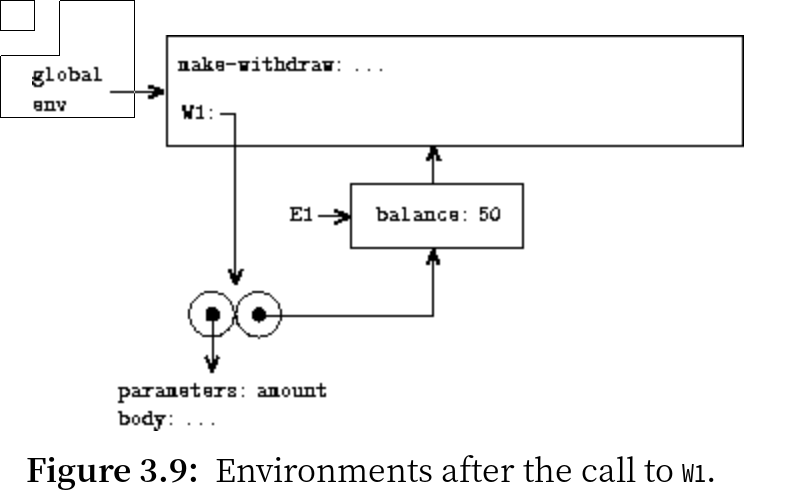 make-withdraw: ...
global
env
W1:
E1
balance: 50
parameters: amount
body: ...
Figure 3.9: Environments after the call to W1.